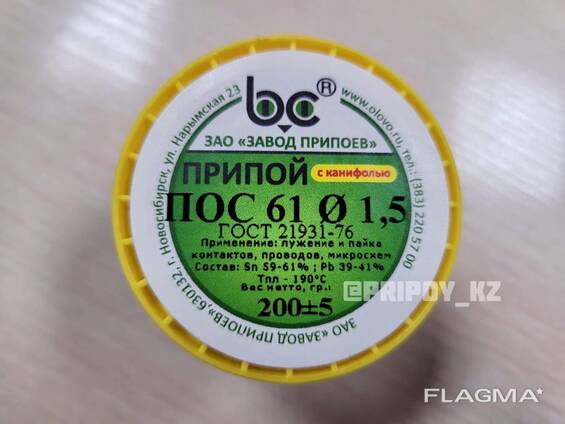 bc®
ЗАО «ЗАВОД ПРИПОЕВ»
ПРИПОЙ с канифолью
ПОС 61 Ø 1,5
ГОСТ 21931-76
Применение: лужение и пайка
контактов, проводов, микросхем
Состав: Sn 59-61% ; Pb 39-41%
Тпл - 190°С
Вес нетто, гр.:
200±5
ЗАО «ЗАВОД ПРИПОЕВ»,630132, г. Новосибирск, ул. Нарымская 23
www.olovo.ru, тел.: (383) 220 57 00
@PRIPOY_KZ
FLAGMA*